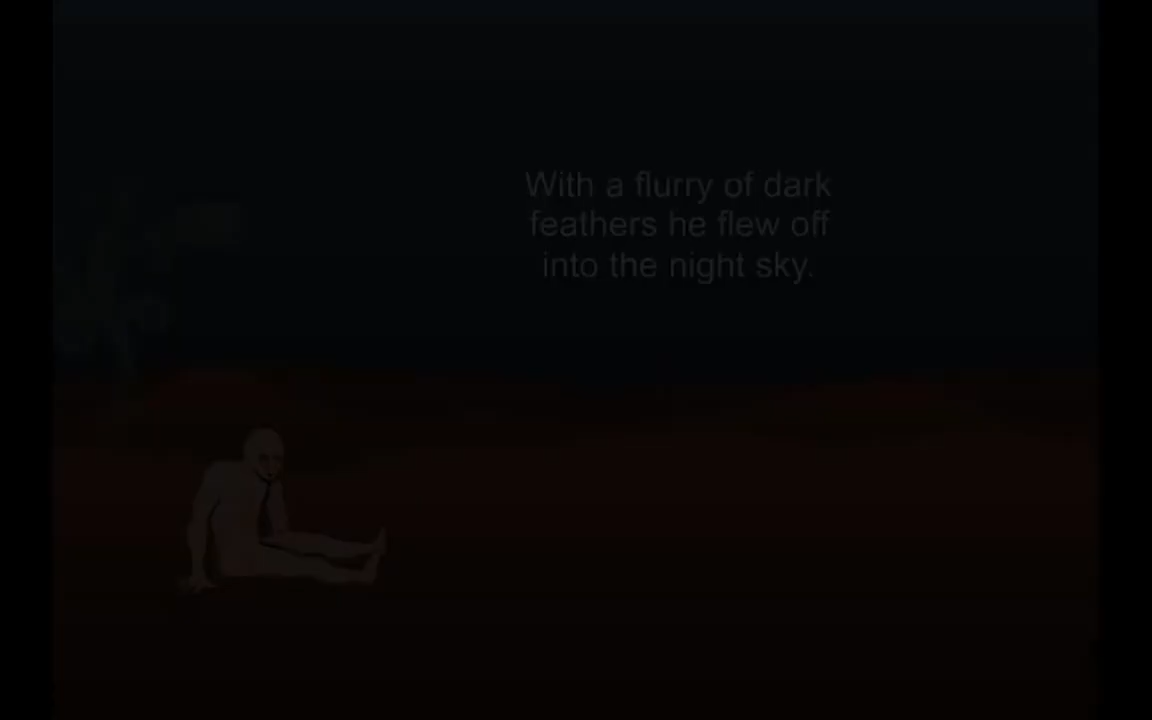 With a flurry of dark
feathers he flew off
into the night sky.